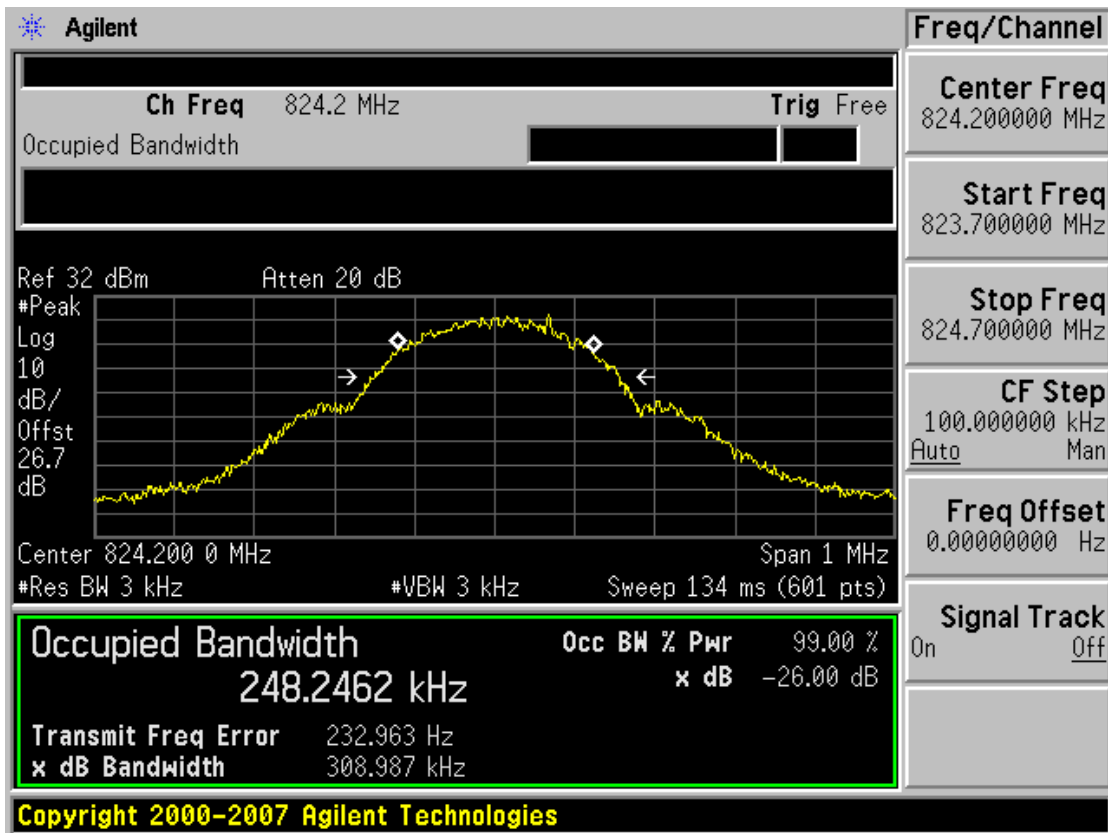 Agilent
Freq/Channel
Ch Freq 824.2 MHz Trig Free
Occupied Bandwidth
Center Freq
824.200000 MHz
Start Freq
823.700000 MHz
Stop Freq
824.700000 MHz
CF Step
100.000000 kHz
Auto Man
Freq Offset
0.00000000 Hz
Signal Track
On Off
Ref 32 dBm Atten 20 dB
#Peak
Log
10
dB/
Offst
26.7
dB
Center 824.200 0 MHz Span 1 MHz
#Res BW 3 kHz #VBW 3 kHz Sweep 134 ms (601 pts)
Occupied Bandwidth
248.2462 kHz
Occ BW % Pwr 99.00 %
x dB -26.00 dB
Transmit Freq Error 232.963 Hz
x dB Bandwidth 308.987 kHz
Copyright 2000-2007 Agilent Technologies